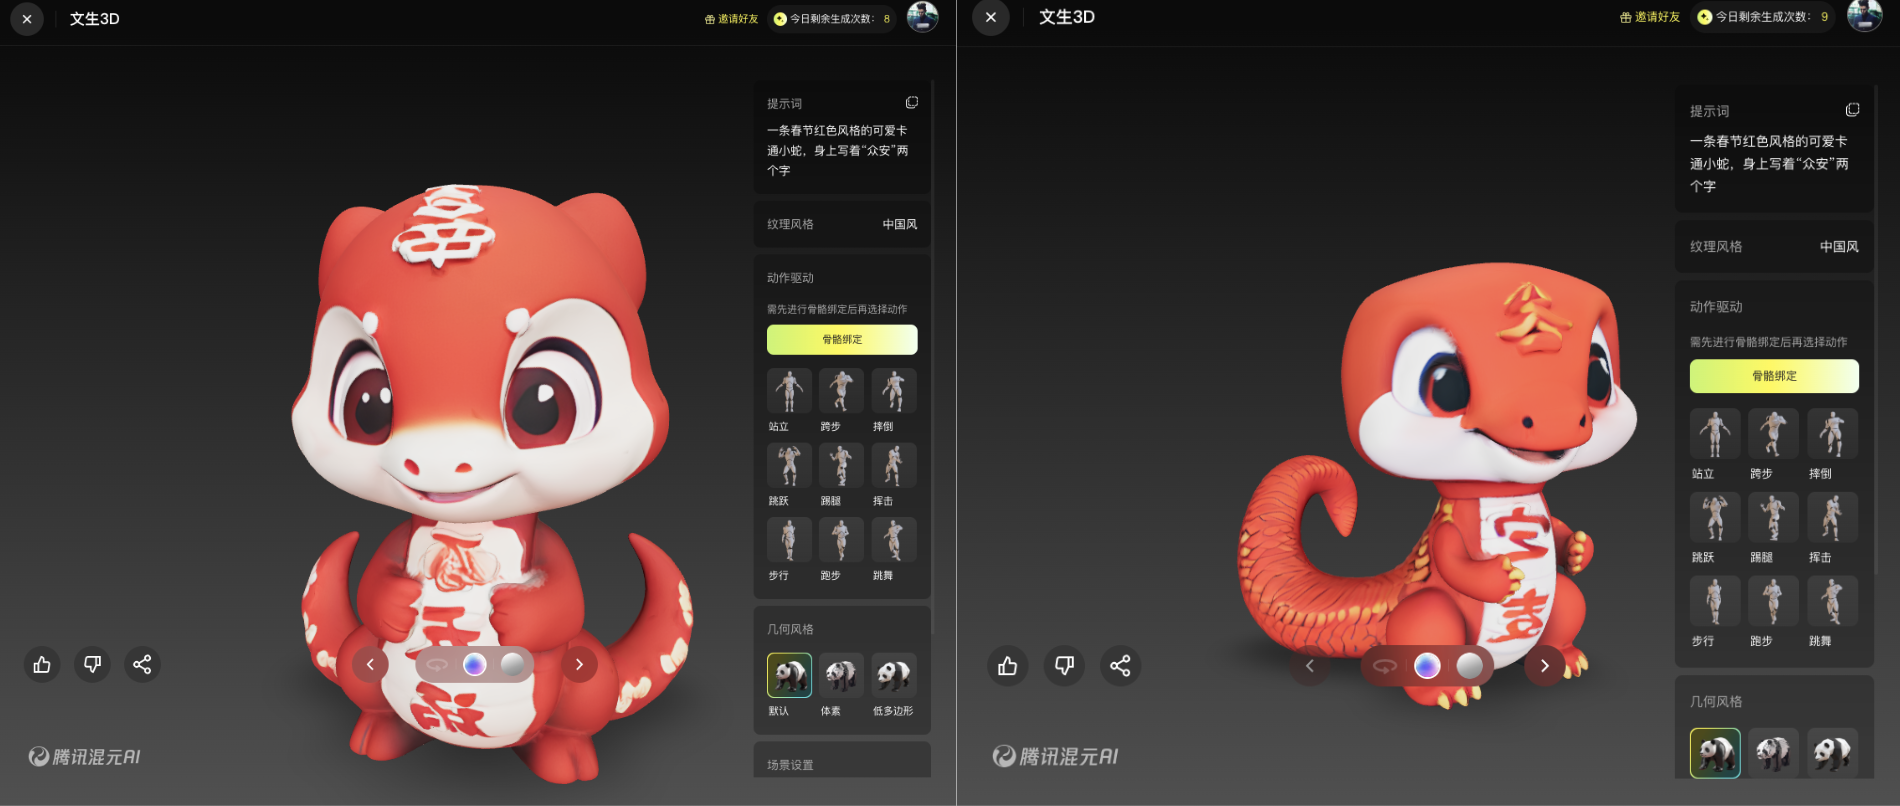 文生3D
邀请好友
今日剩余生成次数： 8
提示词
一条春节红色风格的可爱卡
通小蛇，身上写着“众安”两
个字
纹理风格
中国风
动作驱动
需先进行骨骼绑定后再选择动作
骨骼绑定
站立 跨步 摔倒
跳跃 踢腿 挥击
步行 跑步 跳舞
几何风格
默认 体素 低多边形
场景设置
腾讯混元AI
文生3D
邀请好友
今日剩余生成次数： 9
提示词
一条春节红色风格的可爱卡
通小蛇，身上写着“众安”两
个字
纹理风格
中国风
动作驱动
需先进行骨骼绑定后再选择动作
骨骼绑定
站立 跨步 摔倒
跳跃 踢腿 挥击
步行 跑步 跳舞
几何风格
腾讯混元AI